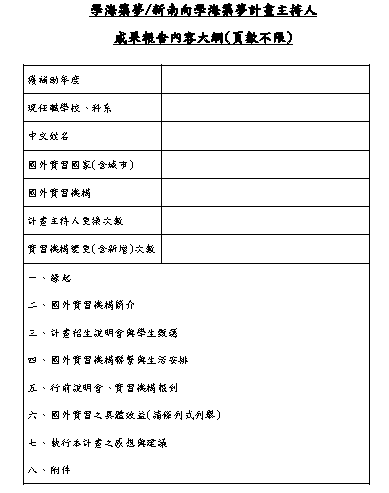 學海築夢/新南向學海築夢計畫主持人
成果報告內容大綱(頁數不限)
獲補助年度
現任職學校、科系
中文姓名
國外實習國家(含城市)
國外實習機構
計畫主持人更換次數
實習機構變更(含新增)次數
一、緣起
二、國外實習機構簡介
三、計畫招生說明會與學生甄選
四、國外實習機構聯繫與生活安排
五、行前說明會、實習機構報到
六、國外實習之具體效益(請條列式列舉)
七、執行本計畫之感想與建議
八、附件